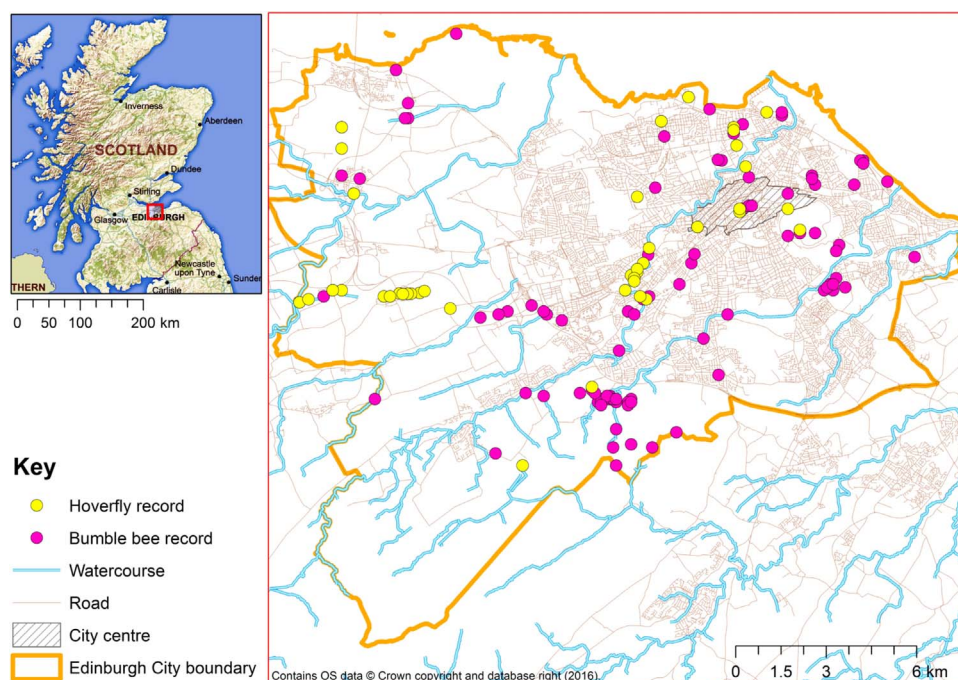 Inverness
Aberdeen
SCOTLAND
Dundee
Stirling
EDINBURGH
Glasgow
Newcastle
upon Tyne
Sunder
THERN
Carlisle
0 50 100 200 km
Key
Hoverfly record
Bumble bee record
Watercourse
Road
City centre
Edinburgh City boundary
Contains OS data © Crown copyright and database right (2016)
0 1.5 3 6 km